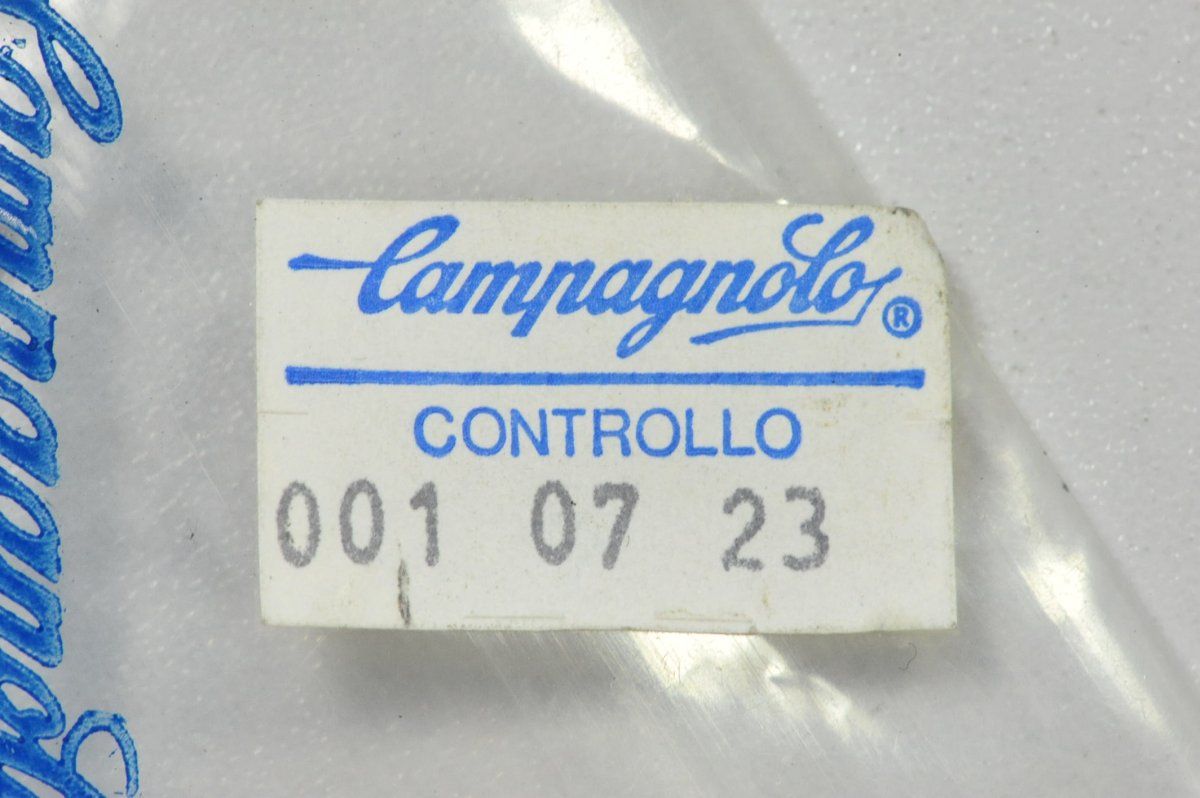 Campagnolo®
CONTROLLO
001 07 23